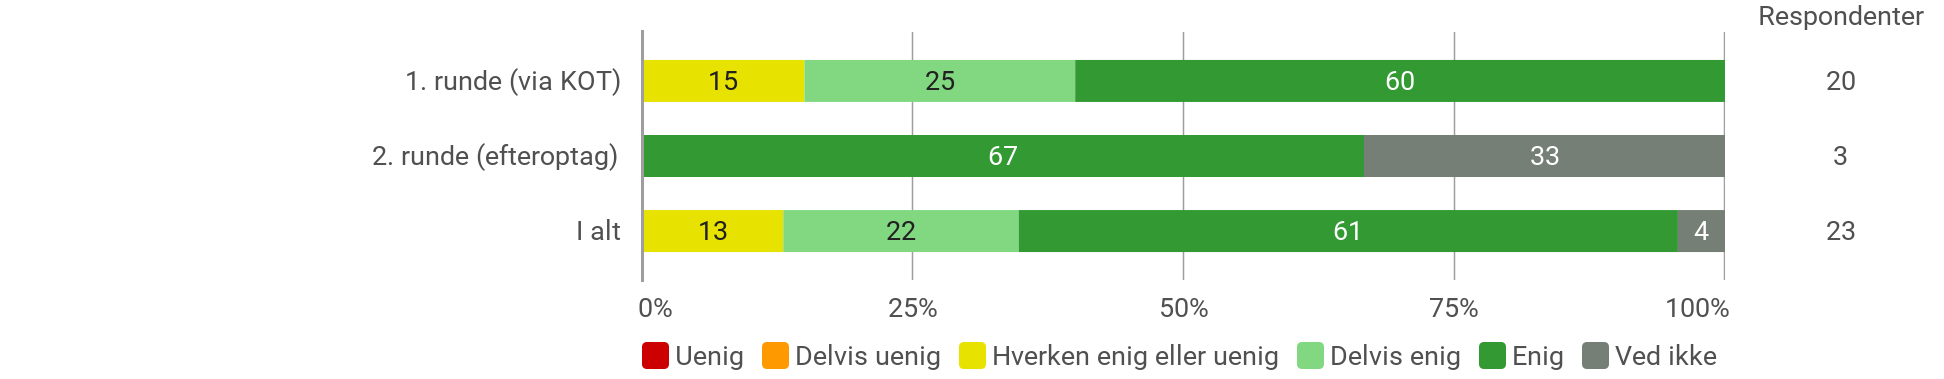 Respondenter
1. runde (via KOT) 15 25 60 20
2. runde (efteroptag) 67 33 3
I alt 13 22 61 4 23
0% 25% 50% 75% 100%
Uenig Delvis uenig Hverken enig eller uenig Delvis enig Enig Ved ikke